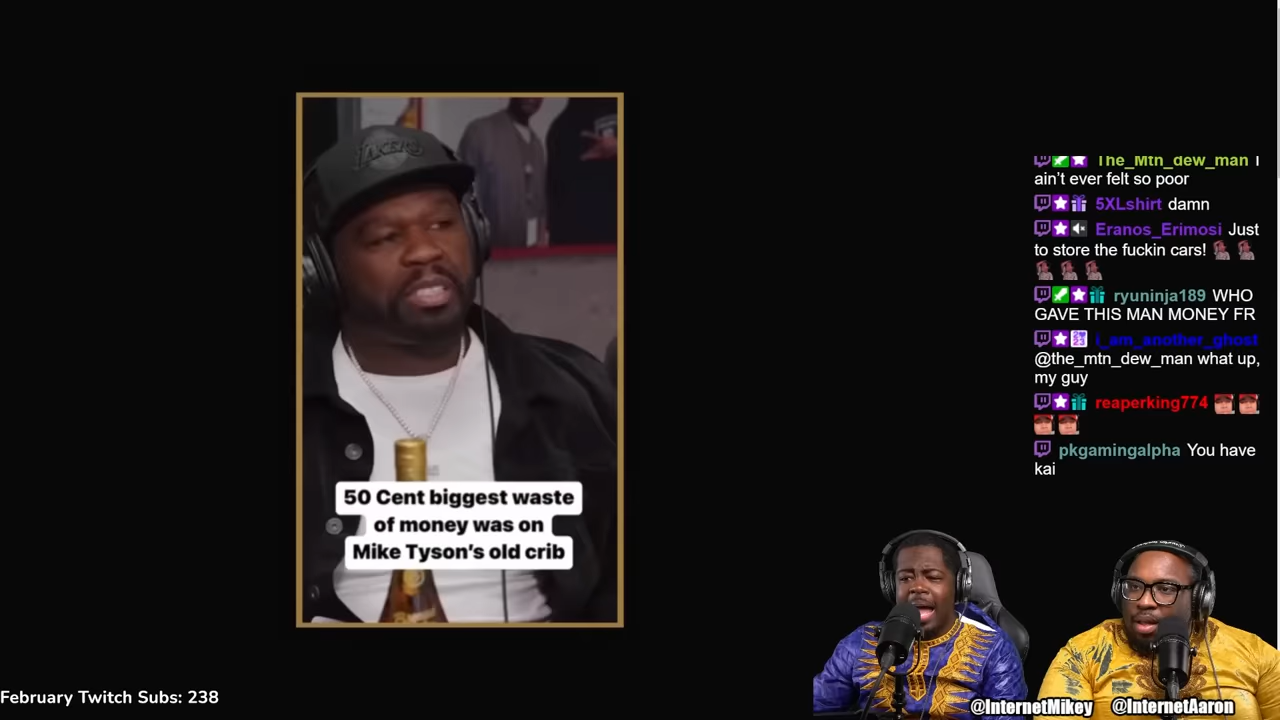 LAKERS
50 Cent biggest waste
of money was on
Mike Tyson's old crib
The_Mtn_dew_man I
ain't ever felt so poor
5XLshirt damn
Eranos_Erimosi Just
to store the fuckin cars!
ryuninja189 WHO
GAVE THIS MAN MONEY FR
i_am_another_ghost
@the_mtn_dew_man what up,
my guy
reaperking774
pkgamingalpha You have
kai
@InternetMikey
@InternetAaron
February Twitch Subs: 238